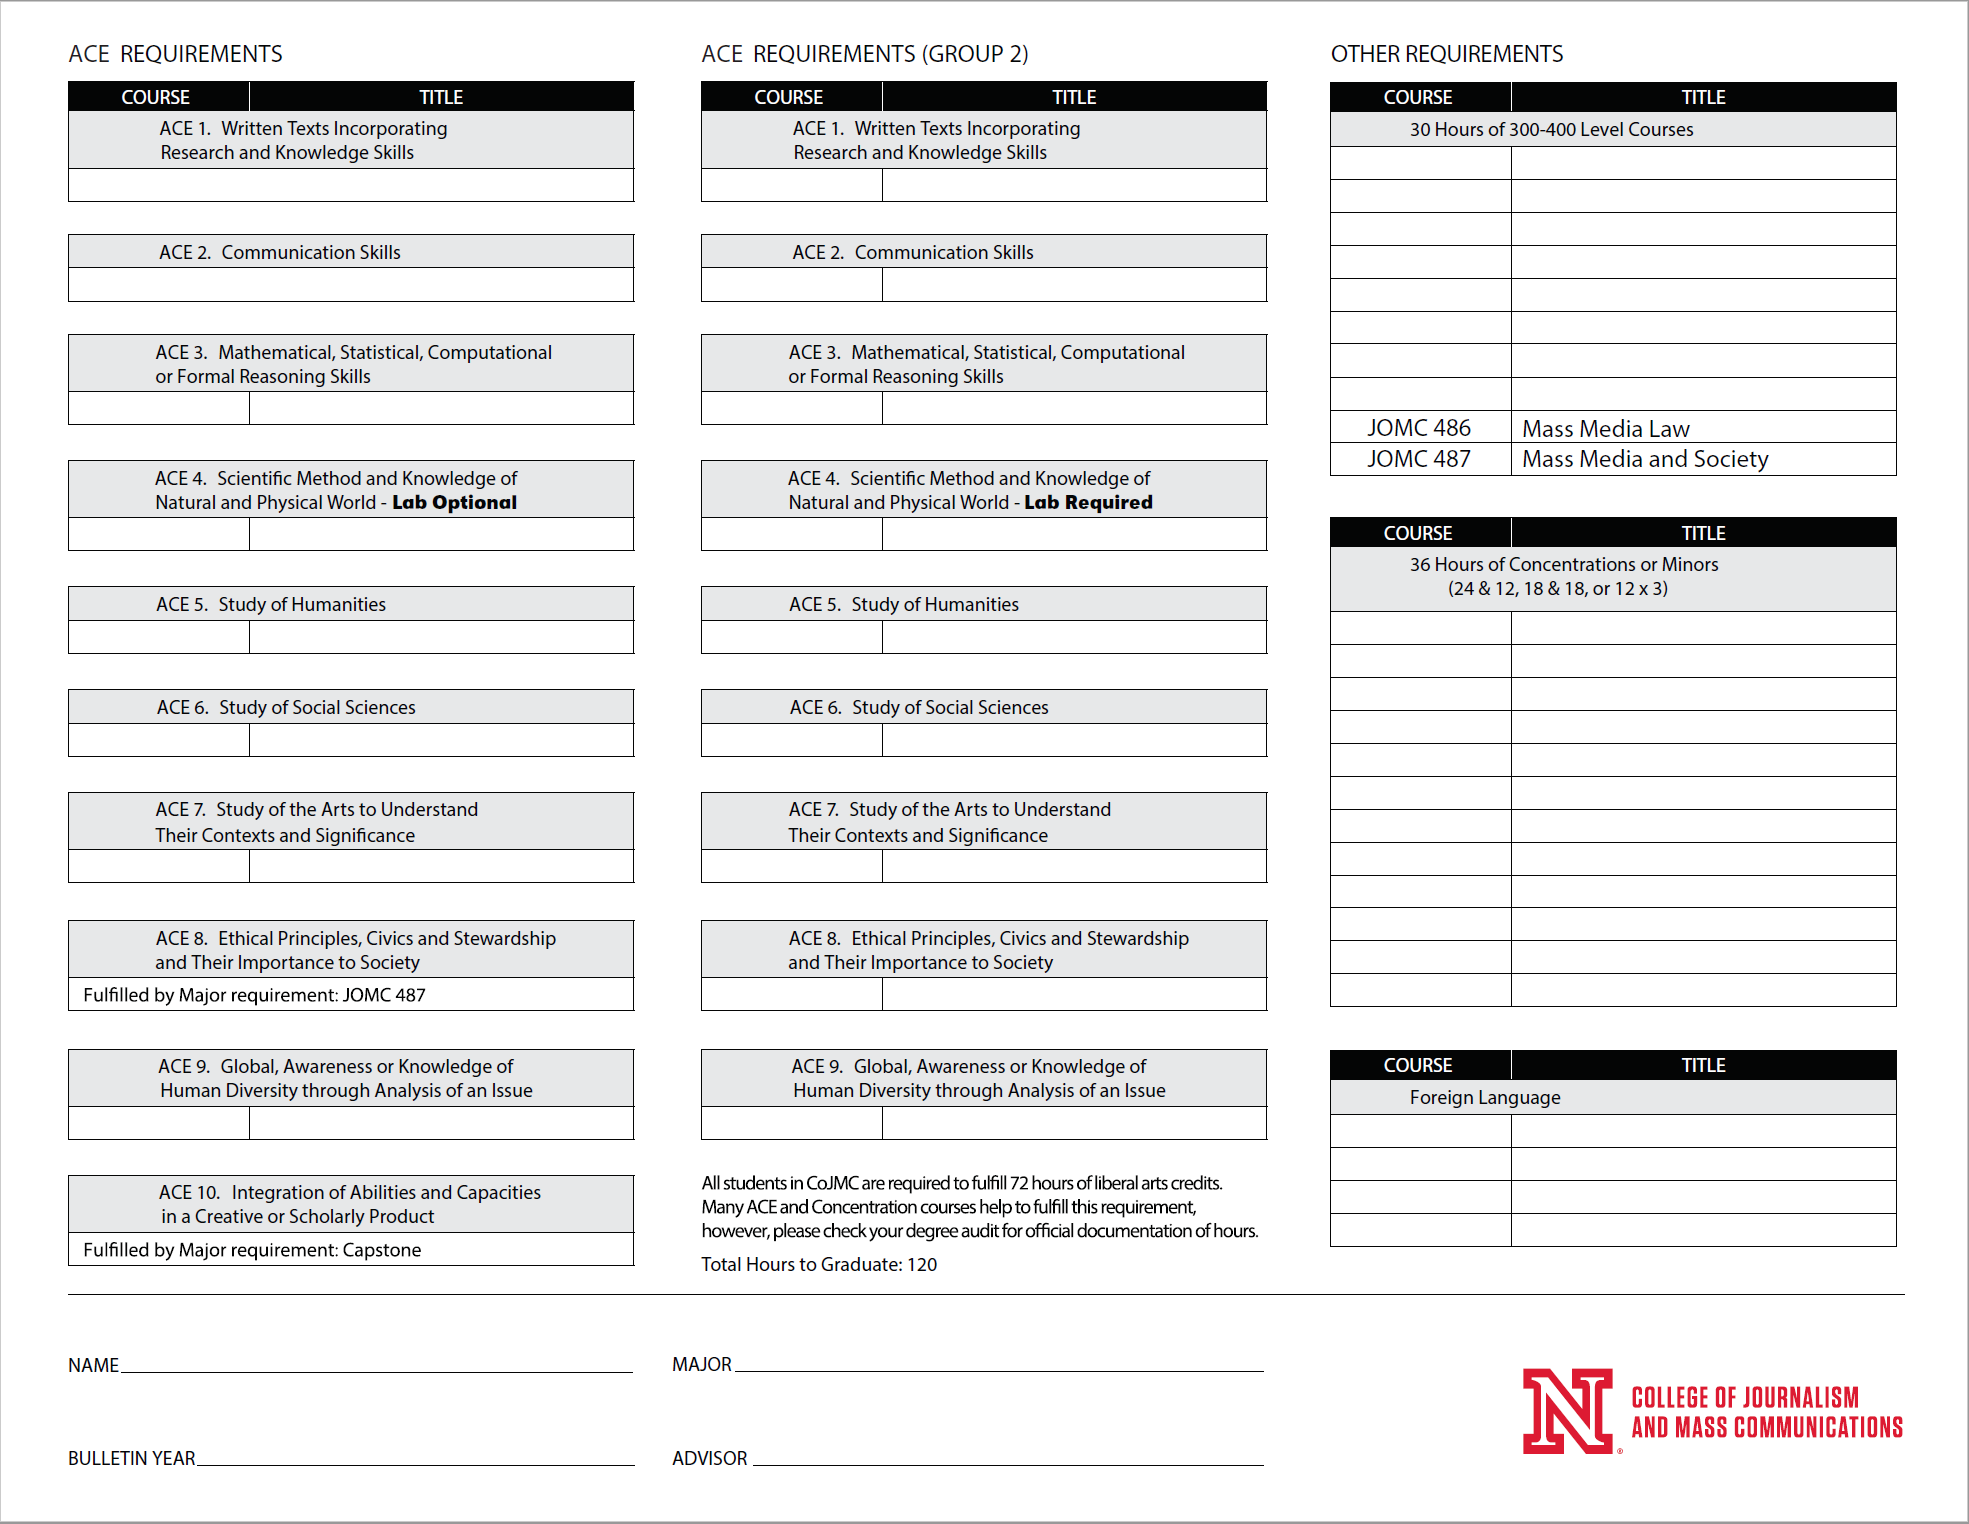 ACE REQUIREMENTS
COURSE TITLE
ACE 1. Written Texts Incorporating
Research and Knowledge Skills
ACE 2. Communication Skills
ACE 3. Mathematical, Statistical, Computational
or Formal Reasoning Skills
ACE 4. Scientific Method and Knowledge of
Natural and Physical World - Lab Optional
ACE 5. Study of Humanities
ACE 6. Study of Social Sciences
ACE 7. Study of the Arts to Understand
Their Contexts and Significance
ACE 8. Ethical Principles, Civics and Stewardship
and Their Importance to Society
Fulfilled by Major requirement: JOMC 487
ACE 9. Global, Awareness or Knowledge of
Human Diversity through Analysis of an Issue
ACE 10. Integration of Abilities and Capacities
in a Creative or Scholarly Product
Fulfilled by Major requirement: Capstone
ACE REQUIREMENTS (GROUP 2)
COURSE TITLE
ACE 1. Written Texts Incorporating
Research and Knowledge Skills
ACE 2. Communication Skills
ACE 3. Mathematical, Statistical, Computational
or Formal Reasoning Skills
ACE 4. Scientific Method and Knowledge of
Natural and Physical World - Lab Required
ACE 5. Study of Humanities
ACE 6. Study of Social Sciences
ACE 7. Study of the Arts to Understand
Their Contexts and Significance
ACE 8. Ethical Principles, Civics and Stewardship
and Their Importance to Society
ACE 9. Global, Awareness or Knowledge of
Human Diversity through Analysis of an Issue
All students in CoJMC are required to fulfill 72 hours of liberal arts credits.
Many ACE and Concentration courses help to fulfill this requirement,
however, please check your degree audit for official documentation of hours.
Total Hours to Graduate: 120
OTHER REQUIREMENTS
COURSE TITLE
30 Hours of 300-400 Level Courses
JOMC 486 Mass Media Law
JOMC 487 Mass Media and Society
COURSE TITLE
36 Hours of Concentrations or Minors
(24 & 12, 18 & 18, or 12 x 3)
COURSE TITLE
Foreign Language
NAME
MAJOR
BULLETIN YEAR
ADVISOR
N®
COLLEGE OF JOURNALISM
AND MASS COMMUNICATIONS